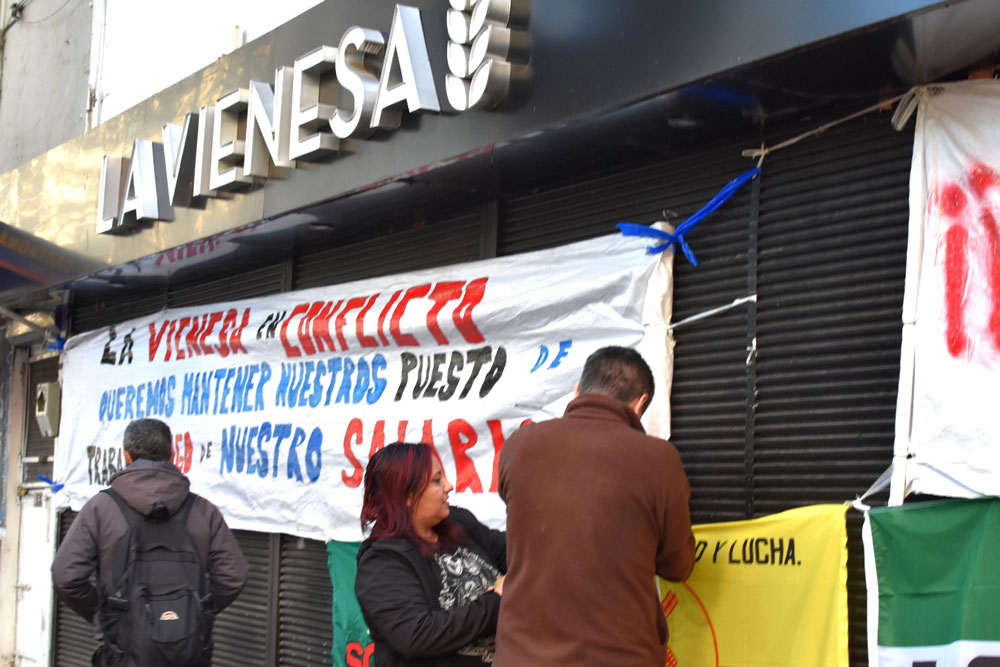 LA VIENESA
LA VIENESA EN CONFLICTO
QUEREMOS MANTENER NUESTROS PUESTO DE
DE NUESTRO SALARIO
Y LUCHA.